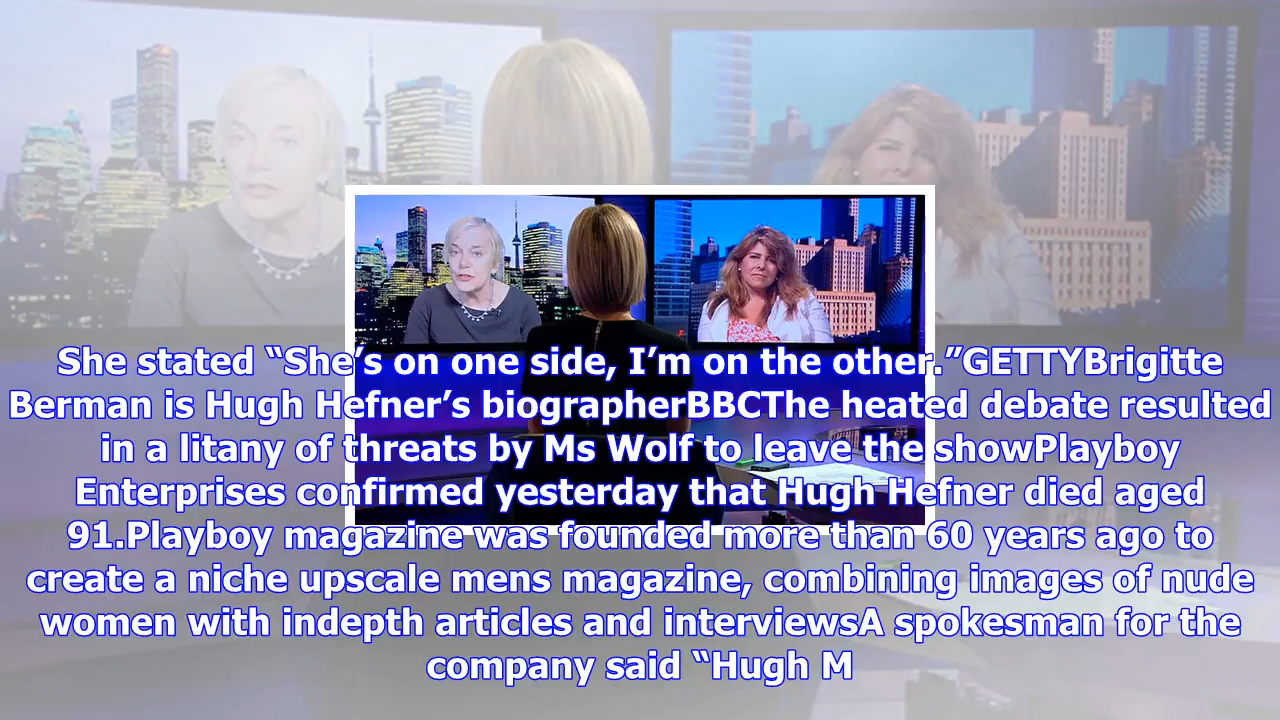 She stated “She’s on one side, I’m on the other.”GETTYBrigitte
Berman is Hugh Hefner’s biographerBBCThe heated debate resulted
in a litany of threats by Ms Wolf to leave the showPlayboy
Enterprises confirmed yesterday that Hugh Hefner died aged
91.Playboy magazine was founded more than 60 years ago to
create a niche upscale mens magazine, combining images of nude
women with indepth articles and interviewsA spokesman for the
company said “Hugh M